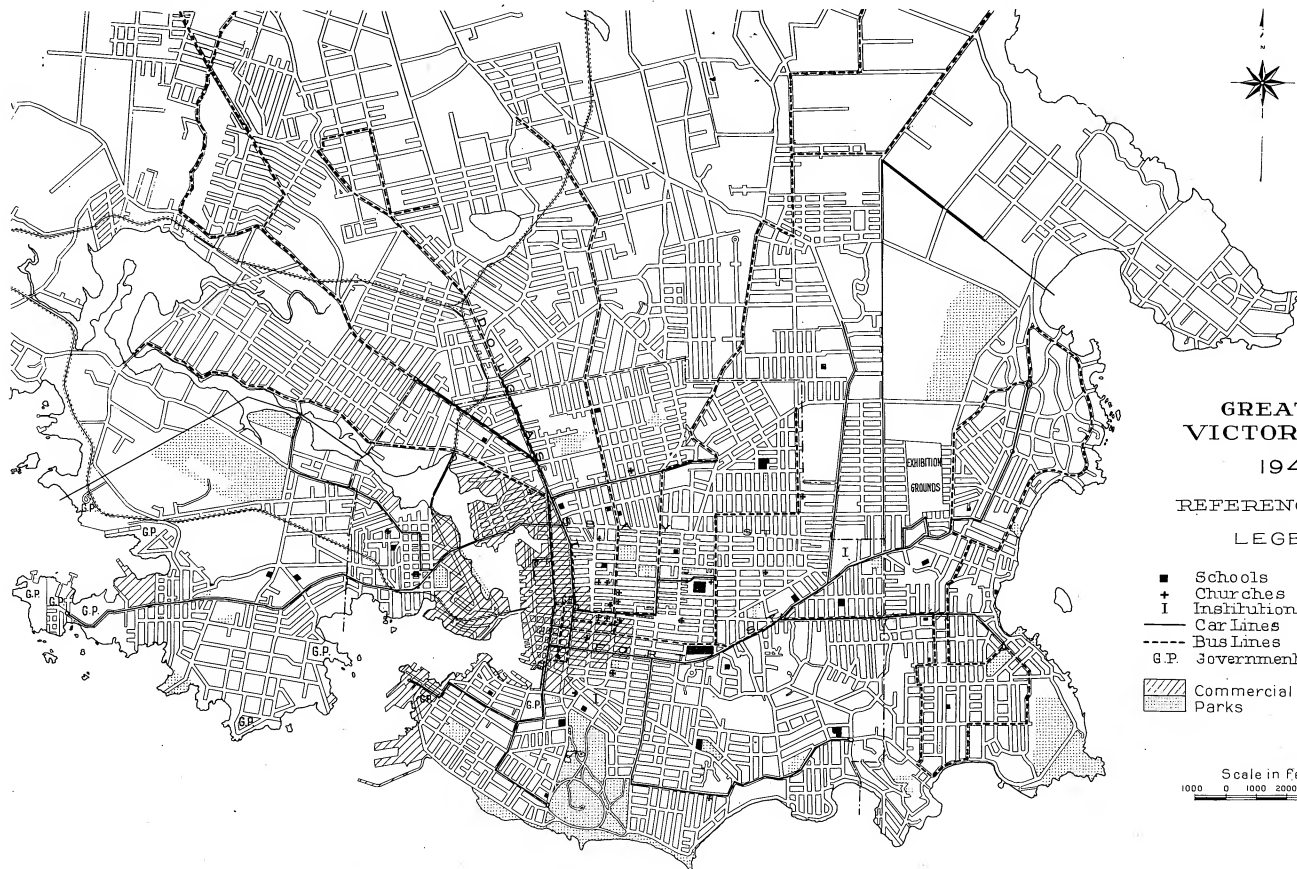 N
DOUGLAS
EXHIBITION
GROUNDS
I
G.P.
G.P.
G.P.
G.P.
G.P.
G.P.
G.P.
G.P.
GREAT
VICTOR
194
REFERENC
LEGE
Schools
Churches
Institution
Car Lines
Bus Lines
G.P. Government
Commercial
Parks
Scale in Fe
1000 0 1000 2000